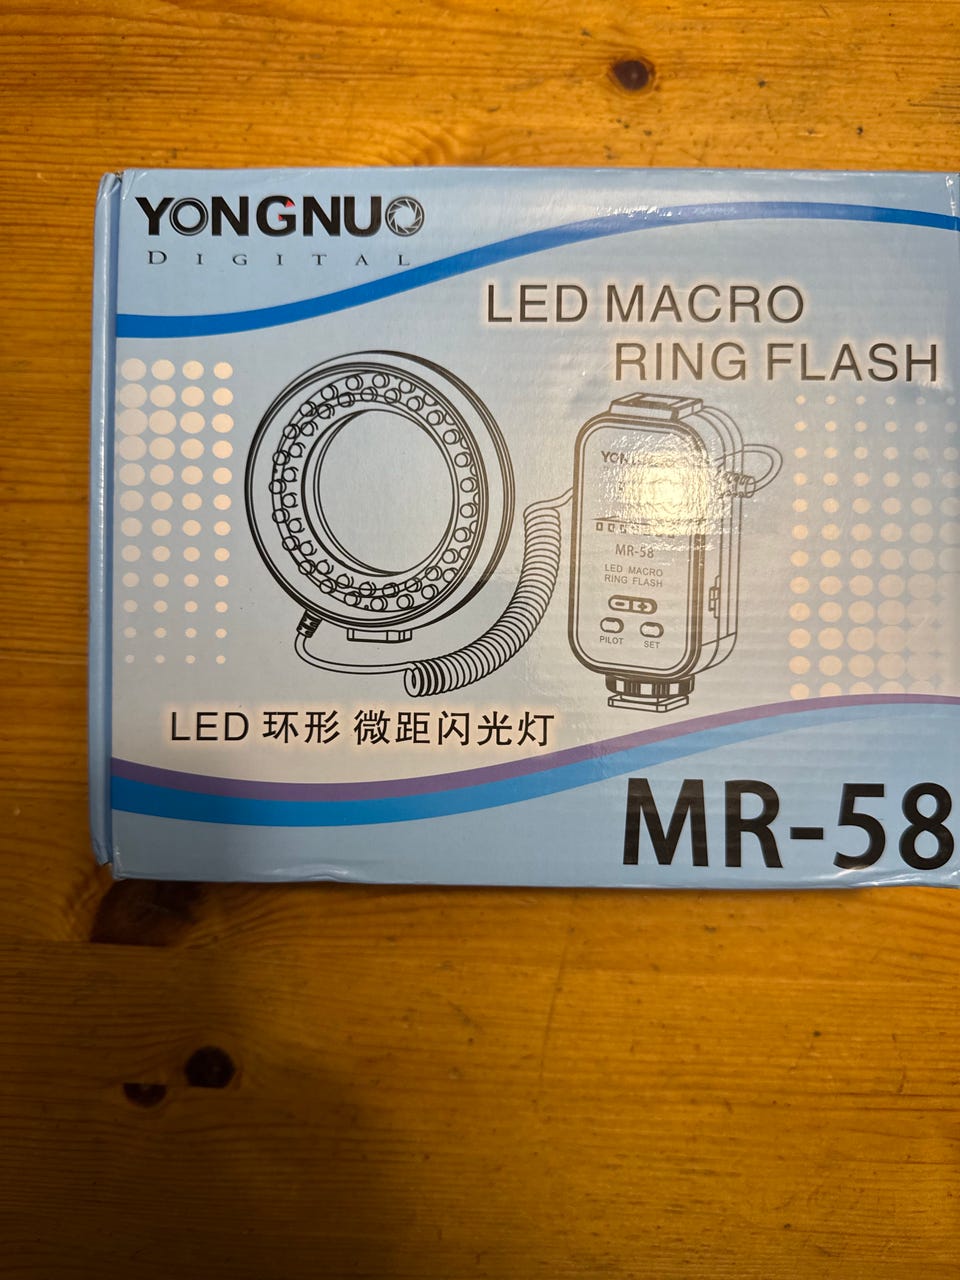 YONGNUO
DIGITAL
LED MACRO
RING FLASH
MR-58
LED MACRO
RING FLASH
- +
PILOT
SET
LED 环形 微距闪光灯
MR-58